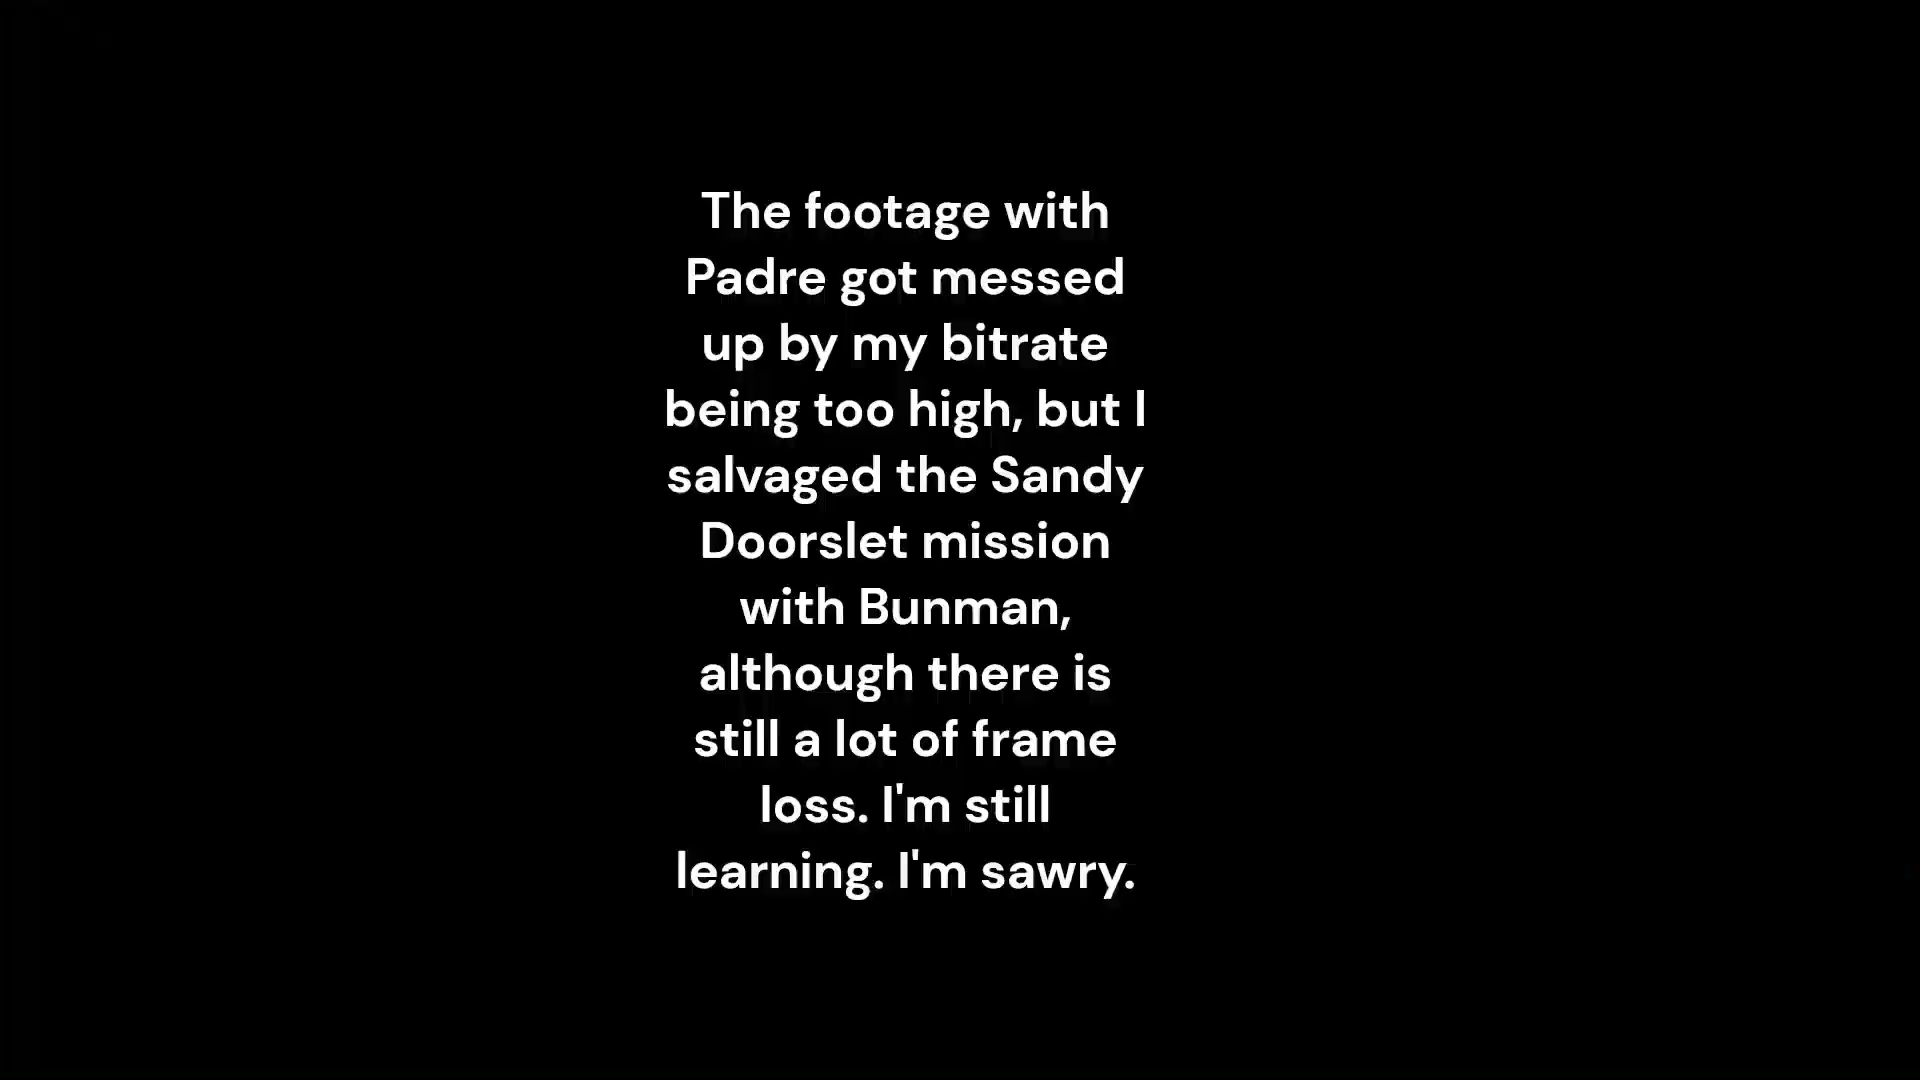 The footage with
Padre got messed
up by my bitrate
being too high, but I
salvaged the Sandy
Doorslet mission
with Bunman,
although there is
still a lot of frame
loss. I'm still
learning. I'm sawry.